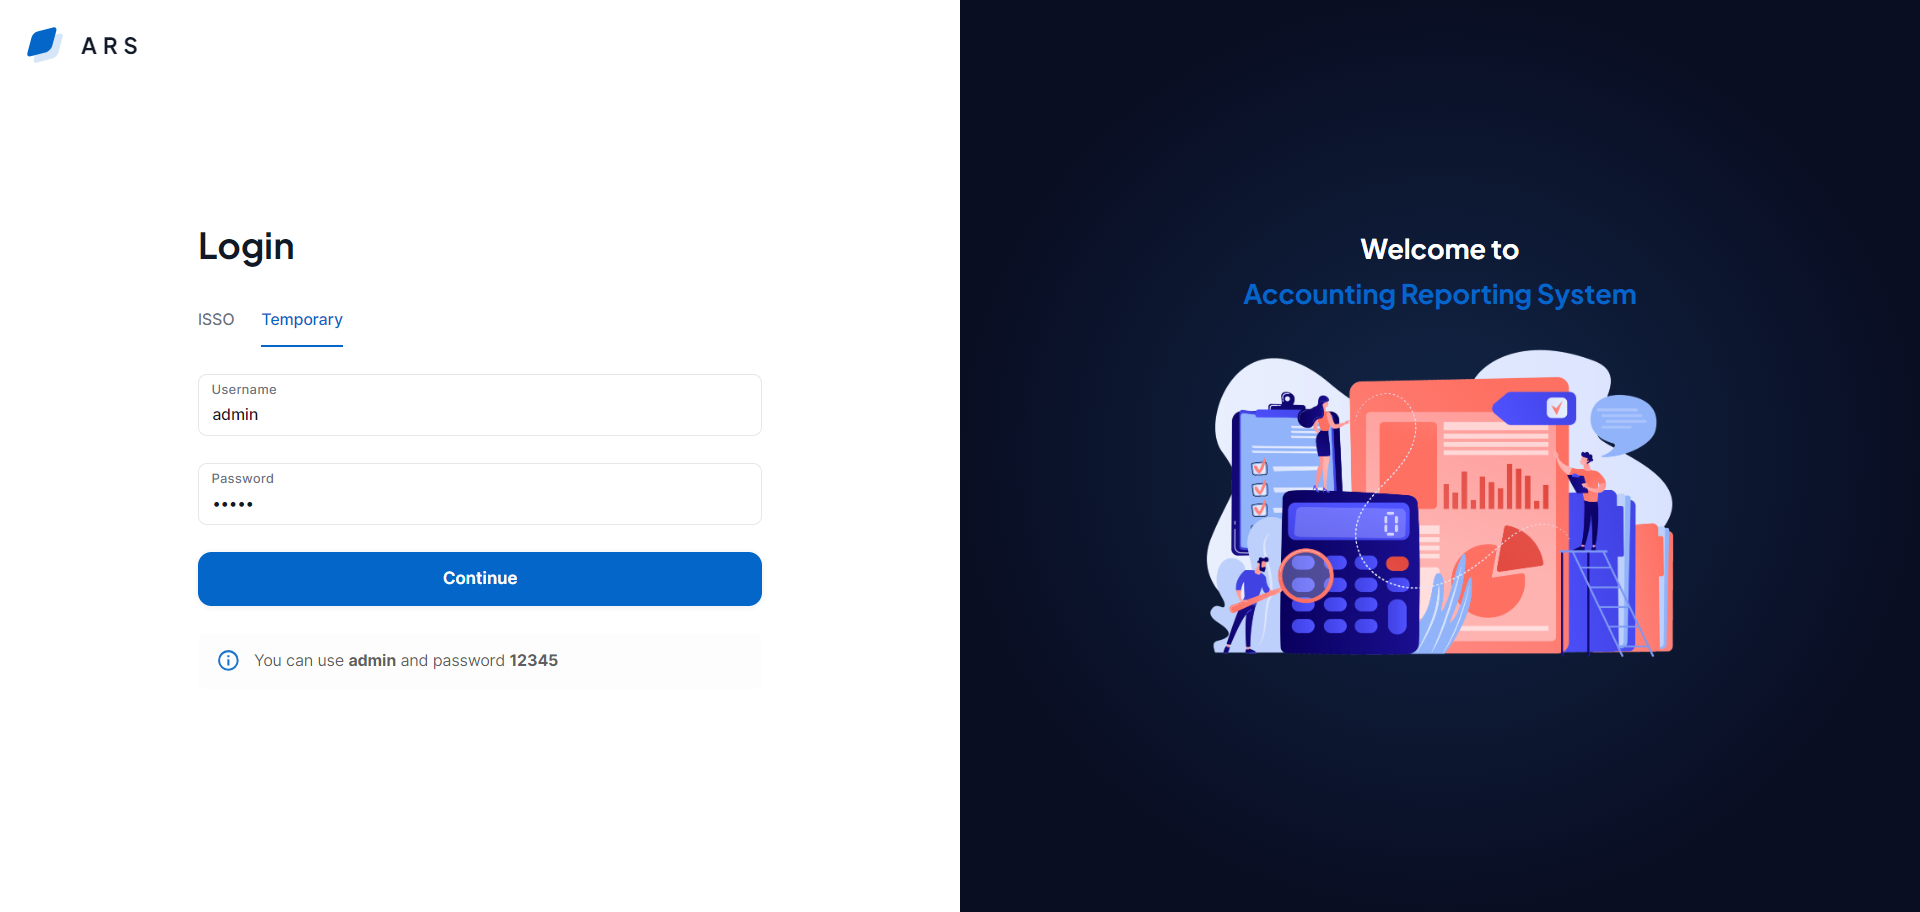 ARS
Login
ISSO
Temporary
Username
admin
Password
•••••
Continue
You can use admin and password 12345
Welcome to
Accounting Reporting System
0